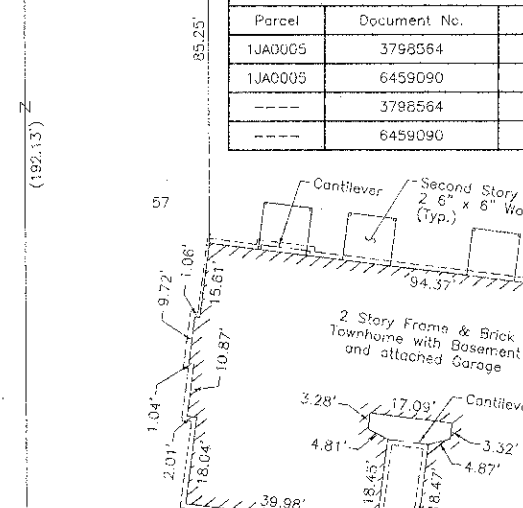 Parcel Document No.
1JA0005 3798564
1JA0005 6459090
---- 3798564
---- 6459090
85.25'
N
(192.13')
57
Cantilever
Second Story
2 6" x 6" Wo
(Typ.)
94.37'
1.06'
9.72'
15.61'
10.87'
1.04'
2.01'
18.04'
39.98'
2 Story Frame & Brick
Townhome with Basement
and attached Garage
3.28'
17.09'
Cantileve
4.81'
3.32'
4.87'
18.45'
18.47'